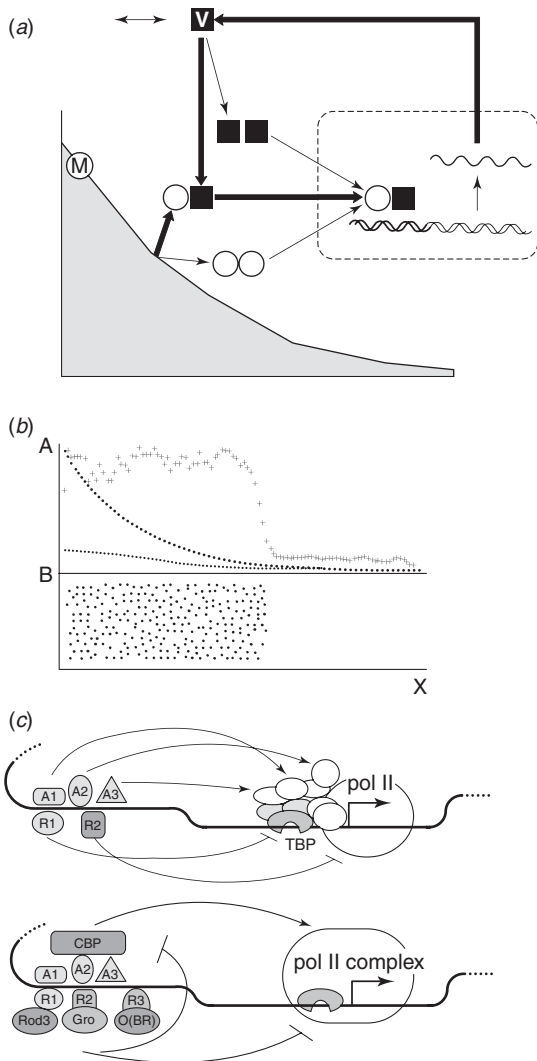 (a)
V
M
(b)
A
B
X
(c)
A1 A2 A3
R1 R2
TBP
pol II
CBP
A1 A2 A3
R1 R2 R3
Rod3 Gro O(BR)
pol II complex